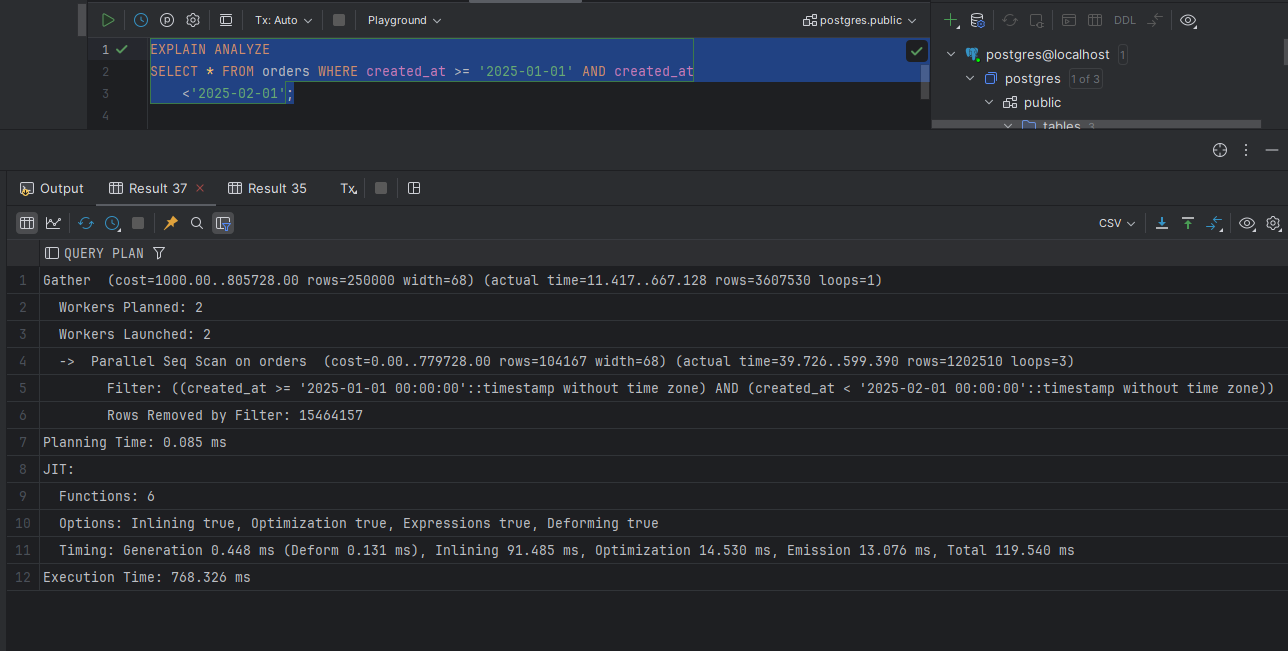 Tx: Auto
Playground
postgres.public
DDL
1 EXPLAIN ANALYZE
2 SELECT * FROM orders WHERE created_at >= '2025-01-01' AND created_at
3 <'2025-02-01';
4
postgres@localhost 1
postgres 1 of 3
public
tables 3
Output Result 37 Result 35 Tx
CSV
QUERY PLAN
1 Gather (cost=1000.00..805728.00 rows=250000 width=68) (actual time=11.417..667.128 rows=3607530 loops=1)
2 Workers Planned: 2
3 Workers Launched: 2
4 -> Parallel Seq Scan on orders (cost=0.00..779728.00 rows=104167 width=68) (actual time=39.726..599.390 rows=1202510 loops=3)
5 Filter: ((created_at >= '2025-01-01 00:00:00'::timestamp without time zone) AND (created_at < '2025-02-01 00:00:00'::timestamp without time zone))
6 Rows Removed by Filter: 15464157
7 Planning Time: 0.085 ms
8 JIT:
9 Functions: 6
10 Options: Inlining true, Optimization true, Expressions true, Deforming true
11 Timing: Generation 0.448 ms (Deform 0.131 ms), Inlining 91.485 ms, Optimization 14.530 ms, Emission 13.076 ms, Total 119.540 ms
12 Execution Time: 768.326 ms